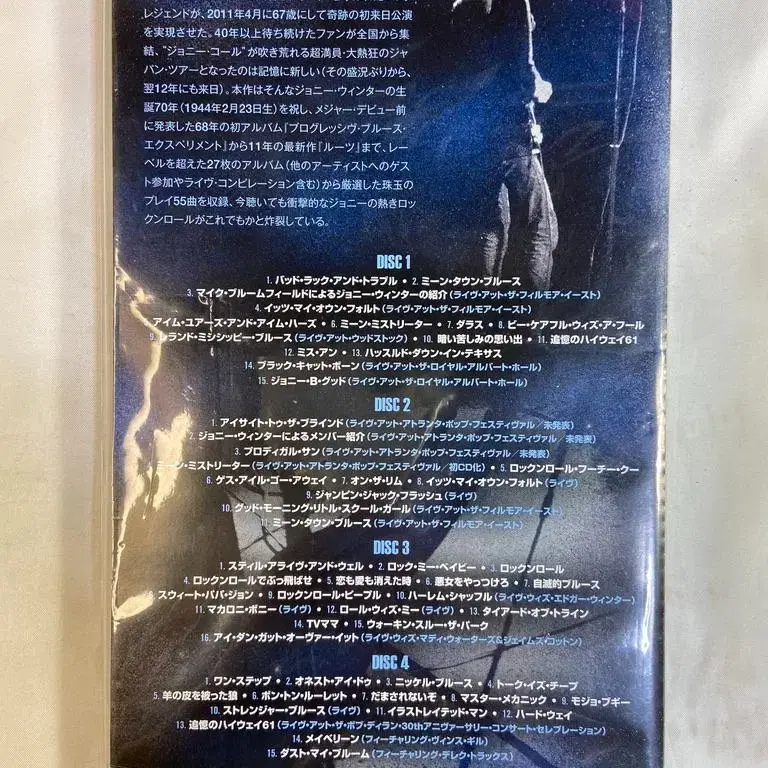 レジェンドが、2011年4月に67歳にして奇跡の初来日公演
を実現させた。40年以上待ち続けたファンが全国から集
結、“ジョニー・コール”が吹き荒れる超満員・大熱狂のジャ
パン・ツアーとなったのは記憶に新しい(その盛況ぶりから、
翌12年にも来日)。本作はそんなジョニー・ウィンターの生
誕70年(1944年2月23日生)を祝し、メジャー・デビュー前
に発表した68年の初アルバム『プログレッシヴ・ブルース・
エクスペリメント』から11年の最新作『ルーツ』まで、レー
ベルを超えた27枚のアルバム(他のアーティストへのゲス
ト参加やライヴ・コンピレーション含む)から厳選した珠玉の
プレイ55曲を収録、今聴いても衝撃的なジョニーの熱きロッ
クンロールがこれでもかと炸裂している。
DISC 1
1. バッド・ラック・アンド・トラブル • 2. ミーン・タウン・ブルース
3. マイク・ブルームフィールドによるジョニー・ウィンターの紹介 (ライヴ・アット・ザ・フィルモア・イースト)
4. イッツ・マイ・オウン・フォルト (ライヴ・アット・ザ・フィルモア・イースト)
アイム・ユアーズ・アンド・アイム・ハーズ • 6. ミーン・ミストリーター • 7. ダラス • 8. ビー・ケアフル・ウィズ・ア・フール
9. レランド・ミシシッピー・ブルース (ライヴ・アット・ウッドストック) • 10. 暗い苦しみの思い出 • 11. 追憶のハイウェイ61
12. ミス・アン • 13. ハッスルド・ダウン・イン・テキサス
14. ブラック・キャット・ボーン (ライヴ・アット・ザ・ロイヤル・アルバート・ホール)
15. ジョニー・B・グッド (ライヴ・アット・ザ・ロイヤル・アルバート・ホール)
DISC 2
1. アイサイト・トゥ・ザ・ブラインド (ライヴ・アット・アトランタ・ポップ・フェスティヴァル/未発表)
2. ジョニー・ウィンターによるメンバー紹介 (ライヴ・アット・アトランタ・ポップ・フェスティヴァル/未発表)
3. プロディガル・サン (ライヴ・アット・アトランタ・ポップ・フェスティヴァル/未発表)
ミーン・ミストリーター (ライヴ・アット・アトランタ・ポップ・フェスティヴァル/初CD化) • 5. ロックンロール・フーチー・クー
6. ゲス・アイル・ゴー・アウェイ • 7. オン・ザ・リム • 8. イッツ・マイ・オウン・フォルト (ライヴ)
9. ジャンピン・ジャック・フラッシュ (ライヴ)
10. グッド・モーニング・リトル・スクール・ガール (ライヴ・アット・ザ・フィルモア・イースト)
11. ミーン・タウン・ブルース (ライヴ・アット・ザ・フィルモア・イースト)
DISC 3
1. スティル・アライヴ・アンド・ウェル • 2. ロック・ミー・ベイビー • 3. ロックンロール
4. ロックンロールでぶっ飛ばせ • 5. 恋も愛も消えた時 • 6. 悪女をやっつけろ • 7. 自滅的ブルース
8. スウィート・パパ・ジョン • 9. ロックンロール・ピープル • 10. ハーレム・シャッフル (ライヴ・ウィズ・エドガー・ウィンター)
11. マカロニ・ボニー (ライヴ) • 12. ロール・ウィズ・ミー (ライヴ) • 13. タイアード・オブ・トライン
14. TVママ • 15. ウォーキン・スルー・ザ・パーク
16. アイ・ダン・ガット・オーヴァー・イット (ライヴ・ウィズ・マディ・ウォーターズ&ジェイムズ・コットン)
DISC 4
1. ワン・ステップ • 2. オネスト・アイ・ドゥ • 3. ニッケル・ブルース • 4. トーク・イズ・チープ
5. 羊の皮を被った狼 • 6. ボン・トン・ルーレット • 7. だまされないぞ • 8. マスター・メカニック • 9. モジョ・ブギー
10. ストレンジャー・ブルース (ライヴ) • 11. イラストレイテッド・マン • 12. ハード・ウェイ
13. 追憶のハイウェイ61 (ライヴ・アット・ザ・ボブ・ディラン・30thアニヴァーサリー・コンサート・セレブレーション)
14. メイベリーン (フィーチャリング・ヴィンス・ギル)
15. ダスト・マイ・ブルーム (フィーチャリング・デレク・トラックス)